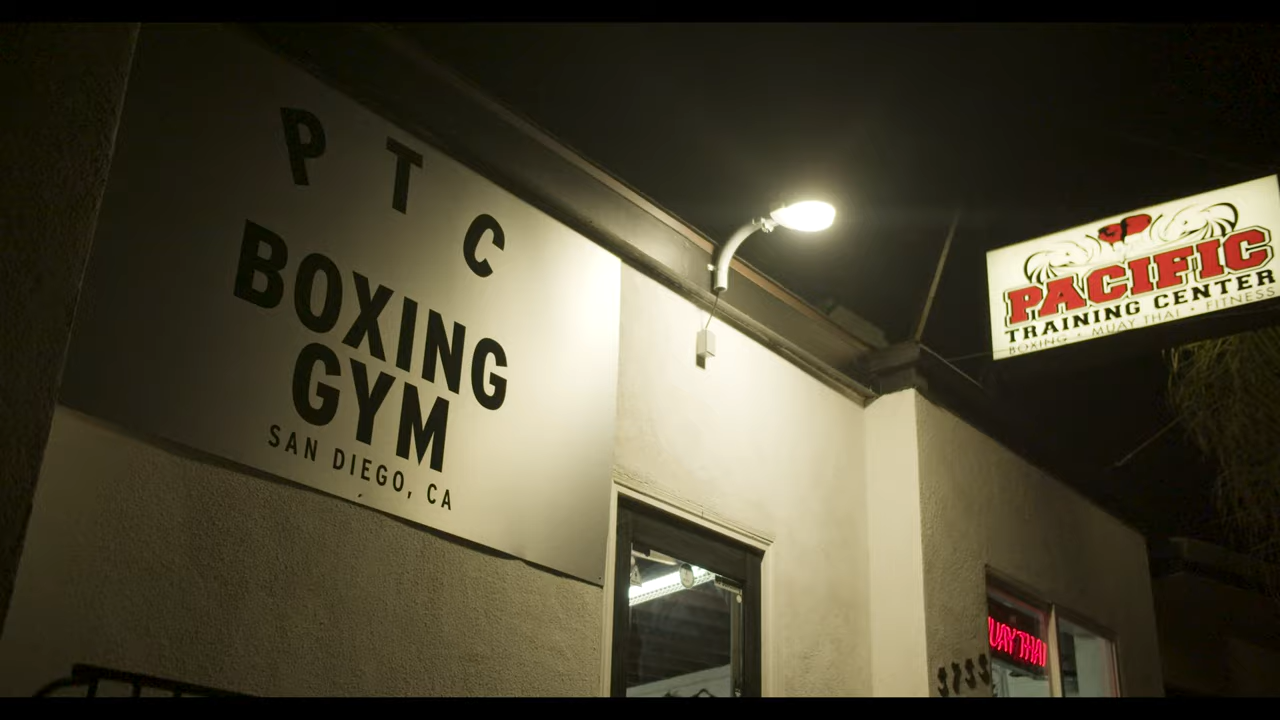 P T C
BOXING
GYM
SAN DIEGO, CA
PACIFIC
TRAINING CENTER
BOXING • MUAY THAI • FITNESS
UAY THAI